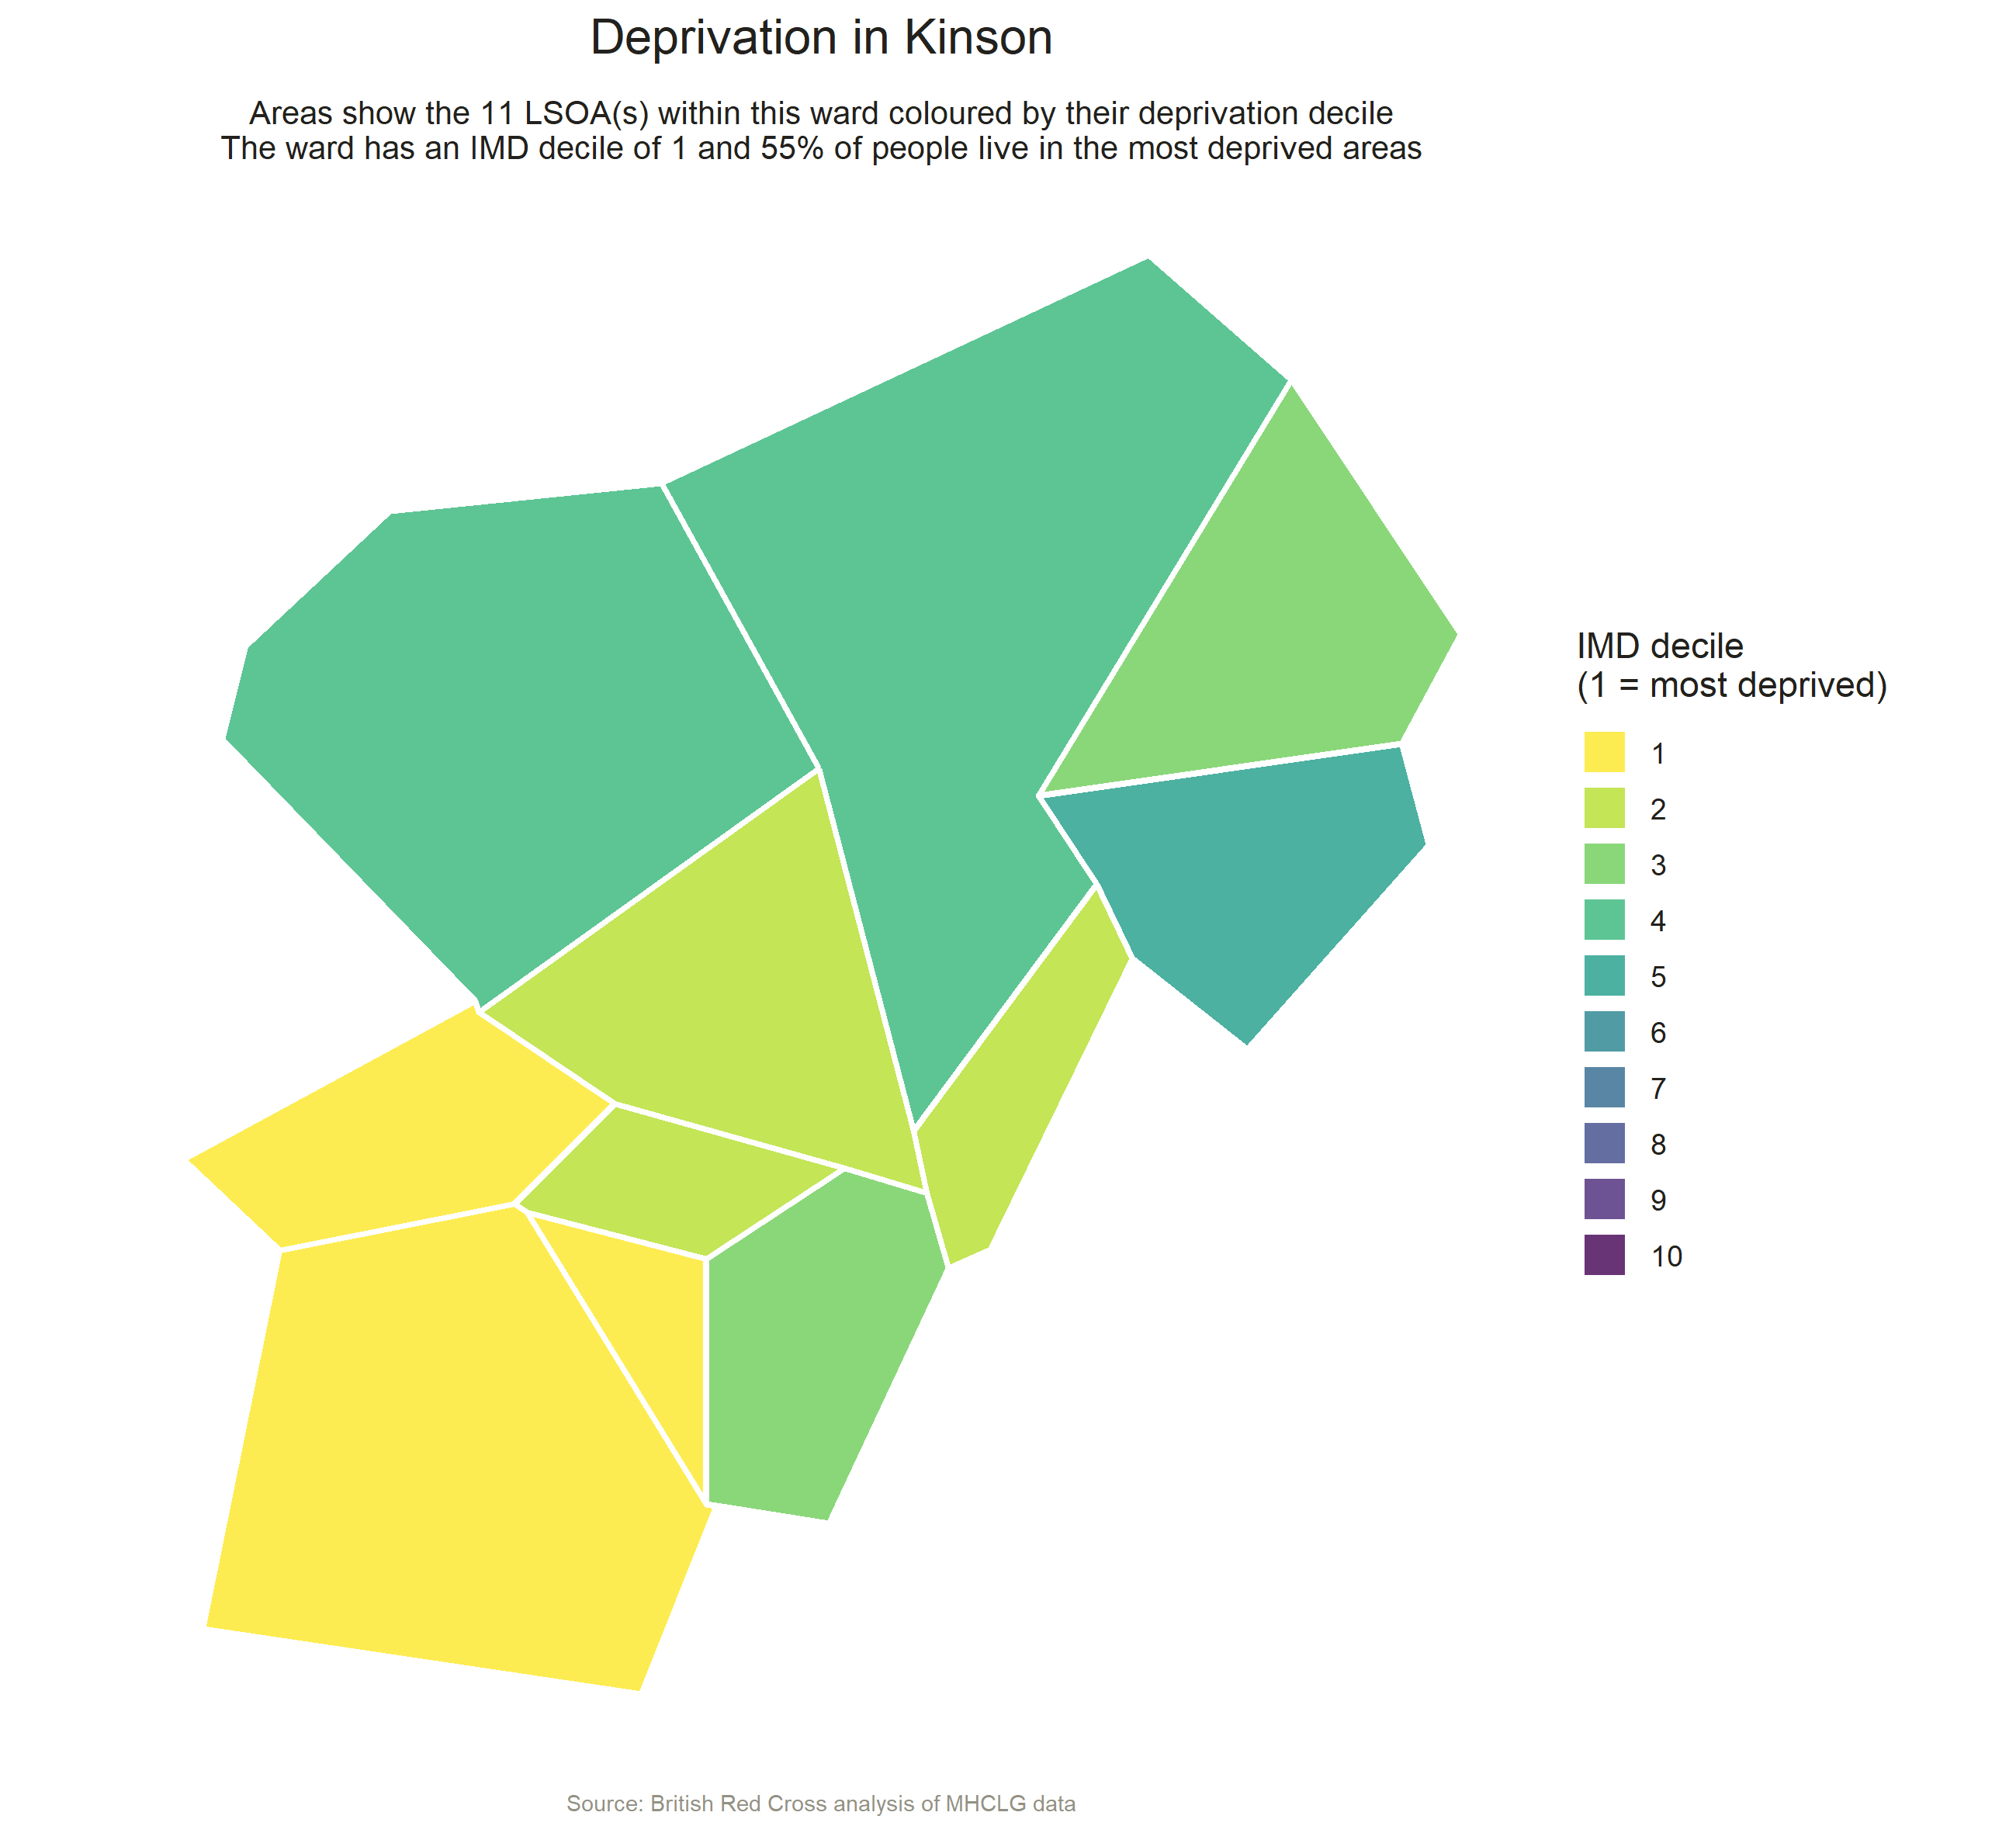 Deprivation in Kinson
Areas show the 11 LSOA(s) within this ward coloured by their deprivation decile
The ward has an IMD decile of 1 and 55% of people live in the most deprived areas
IMD decile
(1 = most deprived)
1
2
3
4
5
6
7
8
9
10
Source: British Red Cross analysis of MHCLG data